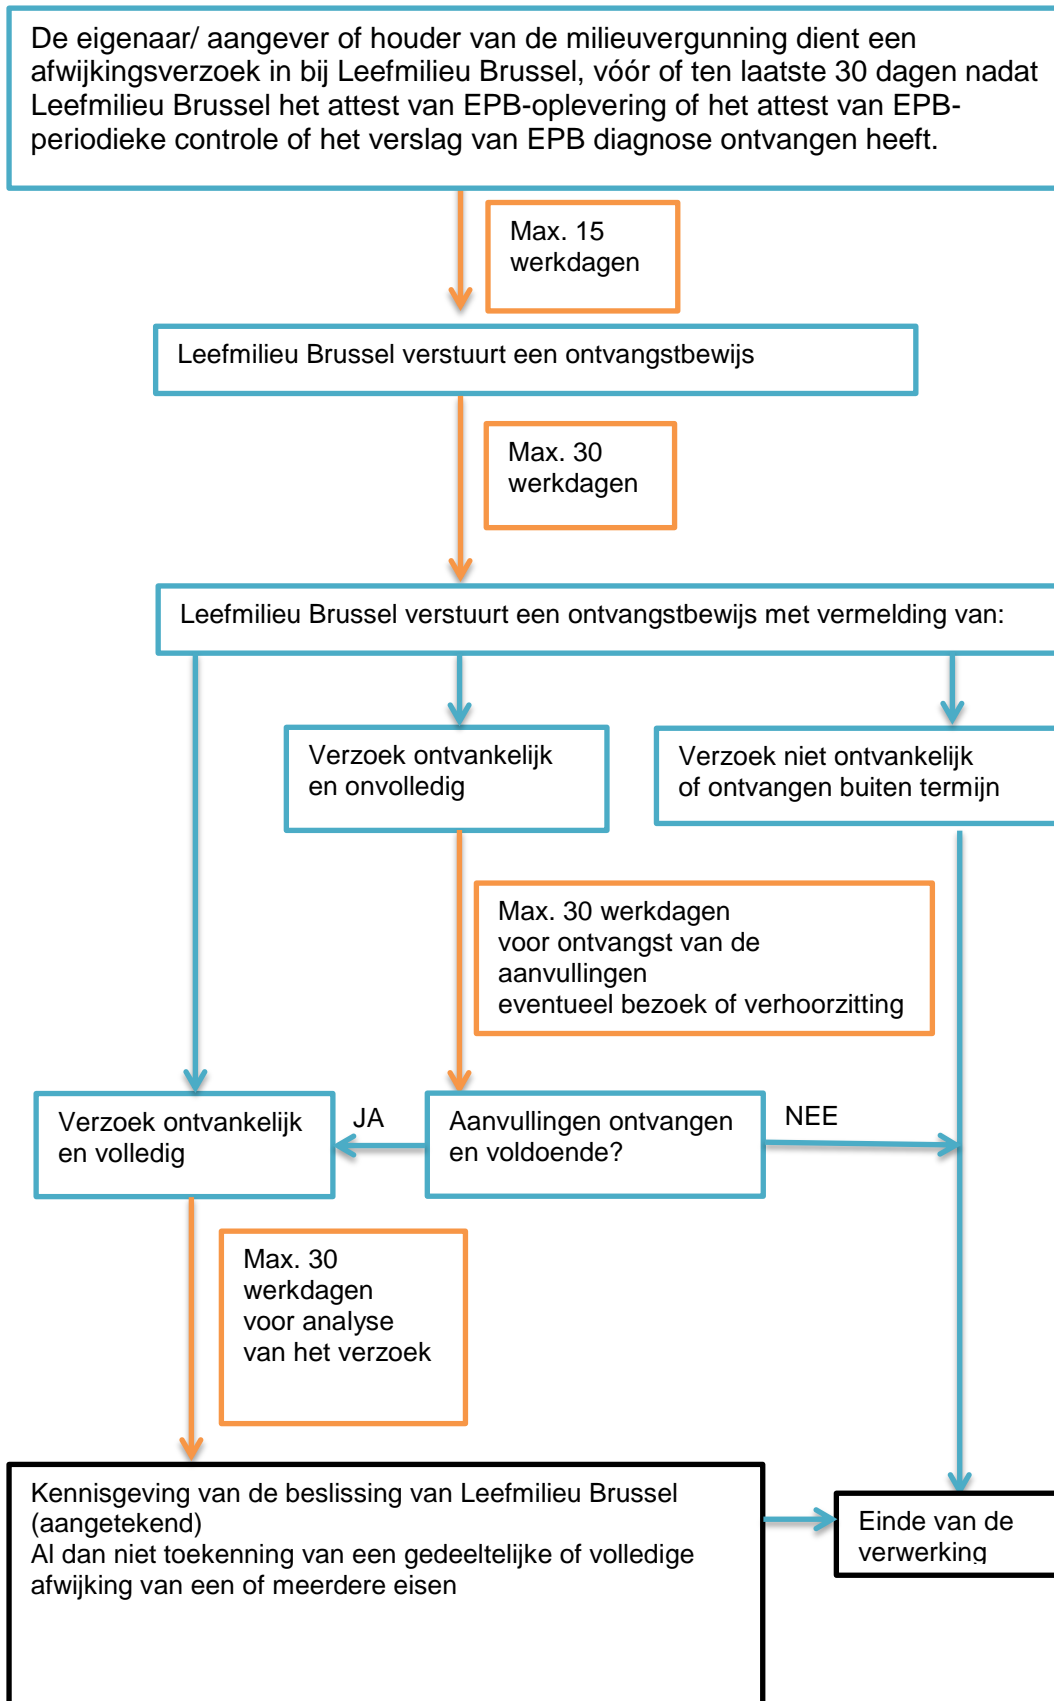 De eigenaar/ aangever of houder van de milieuvergunning dient een
afwijkingsverzoek in bij Leefmilieu Brussel, vóór of ten laatste 30 dagen nadat
Leefmilieu Brussel het attest van EPB-oplevering of het attest van EPB-
periodieke controle of het verslag van EPB diagnose ontvangen heeft.
Max. 15
werkdagen
Leefmilieu Brussel verstuurt een ontvangstbewijs
Max. 30
werkdagen
Leefmilieu Brussel verstuurt een ontvangstbewijs met vermelding van:
Verzoek ontvankelijk
en onvolledig
Verzoek niet ontvankelijk
of ontvangen buiten termijn
Max. 30 werkdagen
voor ontvangst van de
aanvullingen
eventueel bezoek of verhoorzitting
Verzoek ontvankelijk
en volledig
JA
Aanvullingen ontvangen
en voldoende?
NEE
Max. 30
werkdagen
voor analyse
van het verzoek
Kennisgeving van de beslissing van Leefmilieu Brussel
(aangetekend)
Al dan niet toekenning van een gedeeltelijke of volledige
afwijking van een of meerdere eisen
Einde van de
verwerking